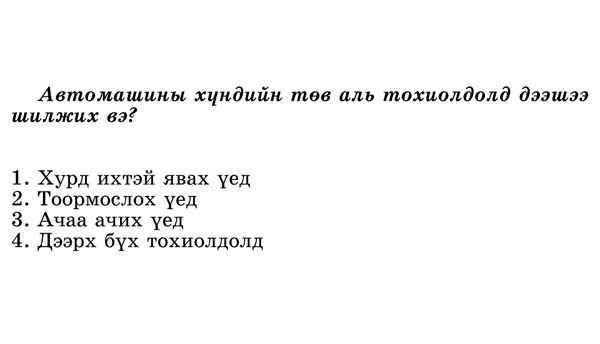 Автомашины хүндийн төв аль тохиолдолд дээшээ
шилжих вэ?
1. Хурд ихтэй явах үед
2. Тоормослох үед
3. Ачаа ачих үед
4. Дээрх бүх тохиолдолд